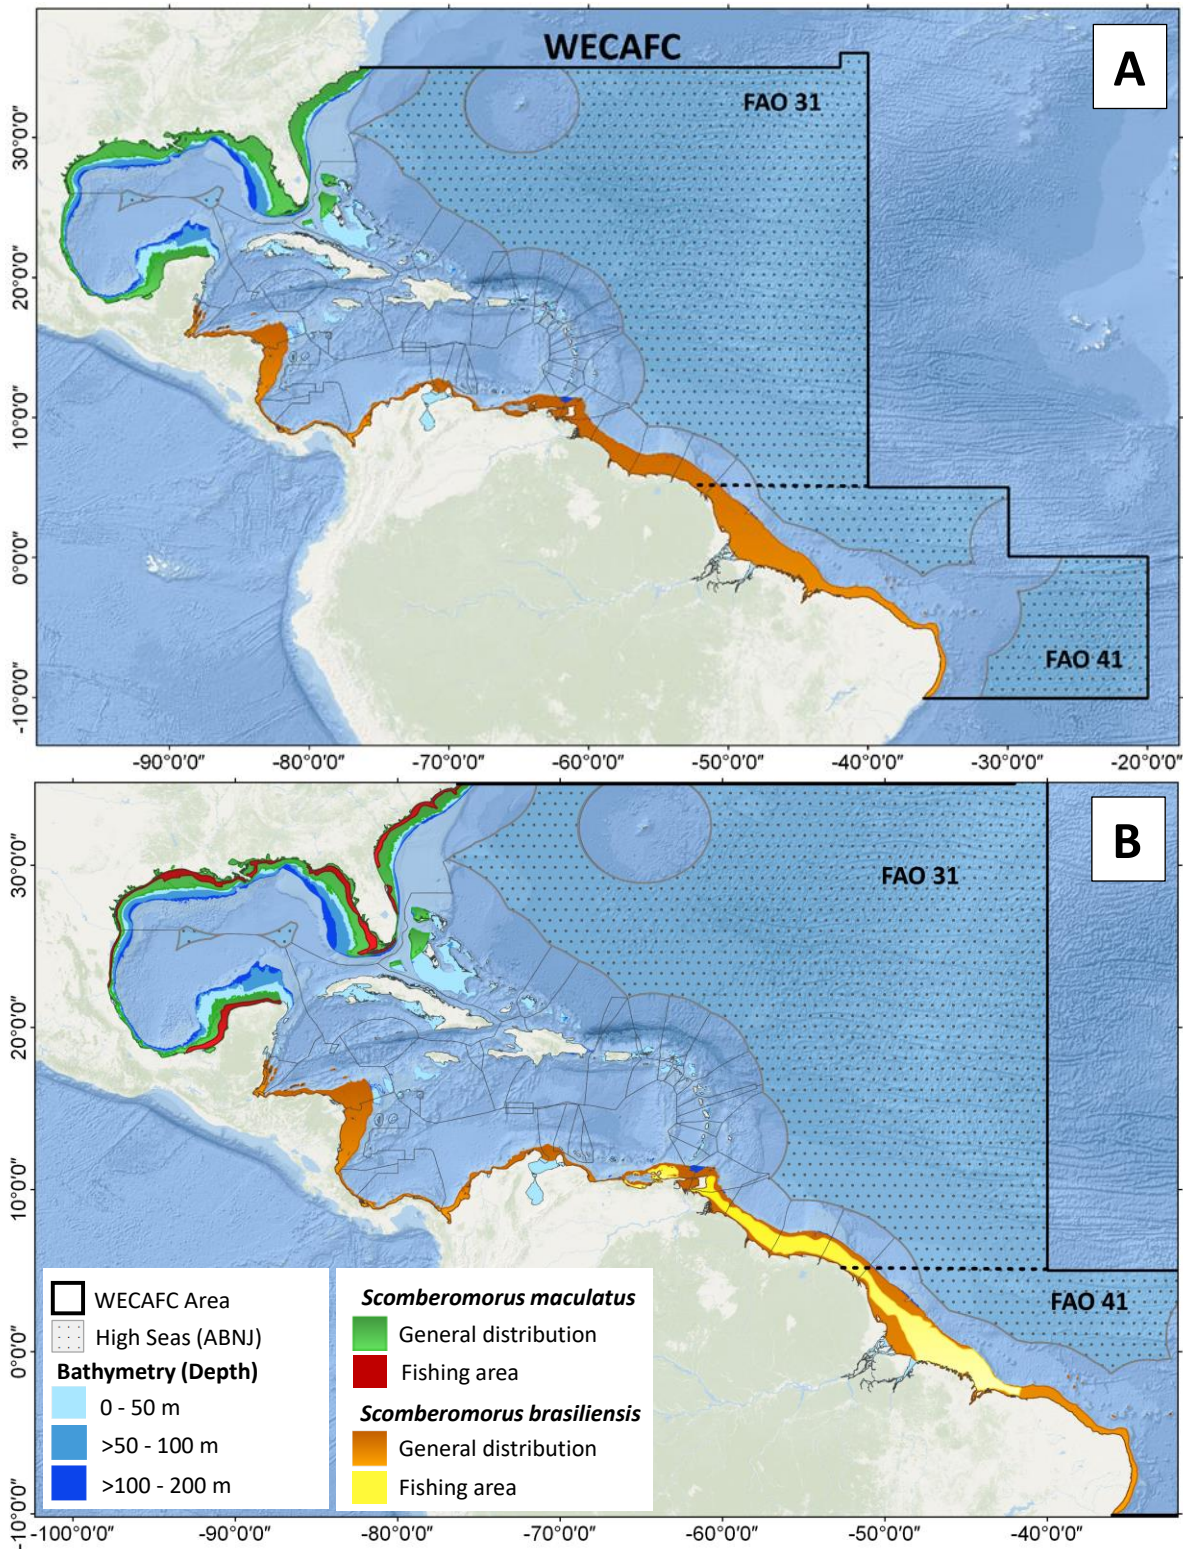 WECAFC
A
FAO 31
30°0'0"
20°0'0"
10°0'0"
0°0'0"
-10°0'0"
FAO 41
-90°0'0"
-80°0'0"
-70°0'0"
-60°0'0"
-50°0'0"
-40°0'0"
-30°0'0"
-20°0'0"
B
FAO 31
30°0'0"
20°0'0"
10°0'0"
0°0'0"
-10°0'0"
FAO 41
WECAFC Area
High Seas (ABNJ)
Bathymetry (Depth)
0 - 50 m
>50 - 100 m
>100 - 200 m
Scomberomorus maculatus
General distribution
Fishing area
Scomberomorus brasiliensis
General distribution
Fishing area
-100°0'0"
-90°0'0"
-80°0'0"
-70°0'0"
-60°0'0"
-50°0'0"
-40°0'0"